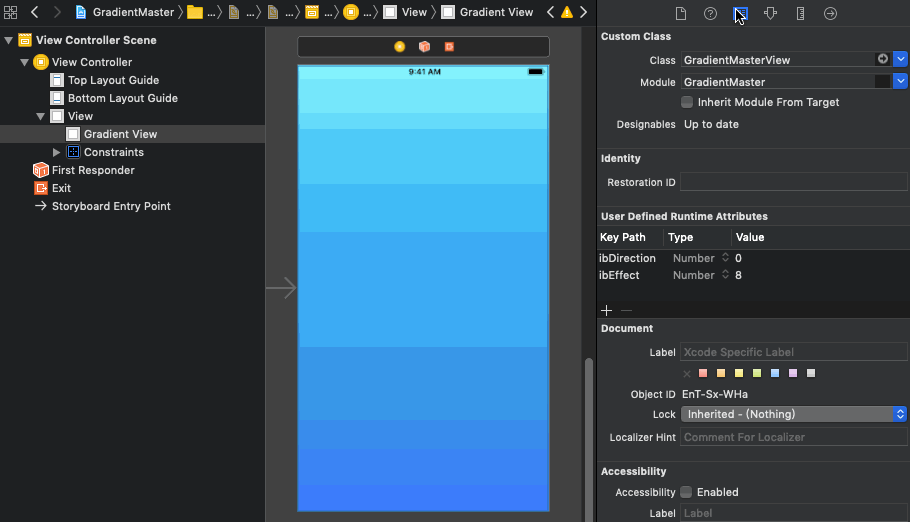 GradientMaster ... ... ... ... ... View Gradient View
View Controller Scene
View Controller
Top Layout Guide
Bottom Layout Guide
View
Gradient View
Constraints
First Responder
Exit
Storyboard Entry Point
9:41 AM
Custom Class
Class GradientMasterView
Module GradientMaster
Inherit Module From Target
Designables Up to date
Identity
Restoration ID
User Defined Runtime Attributes
Key Path Type Value
ibDirection Number 0
ibEffect Number 8
Document
Label Xcode Specific Label
Object ID EnT-Sx-WHa
Lock Inherited - (Nothing)
Localizer Hint Comment For Localizer
Accessibility
Accessibility Enabled
Label Label